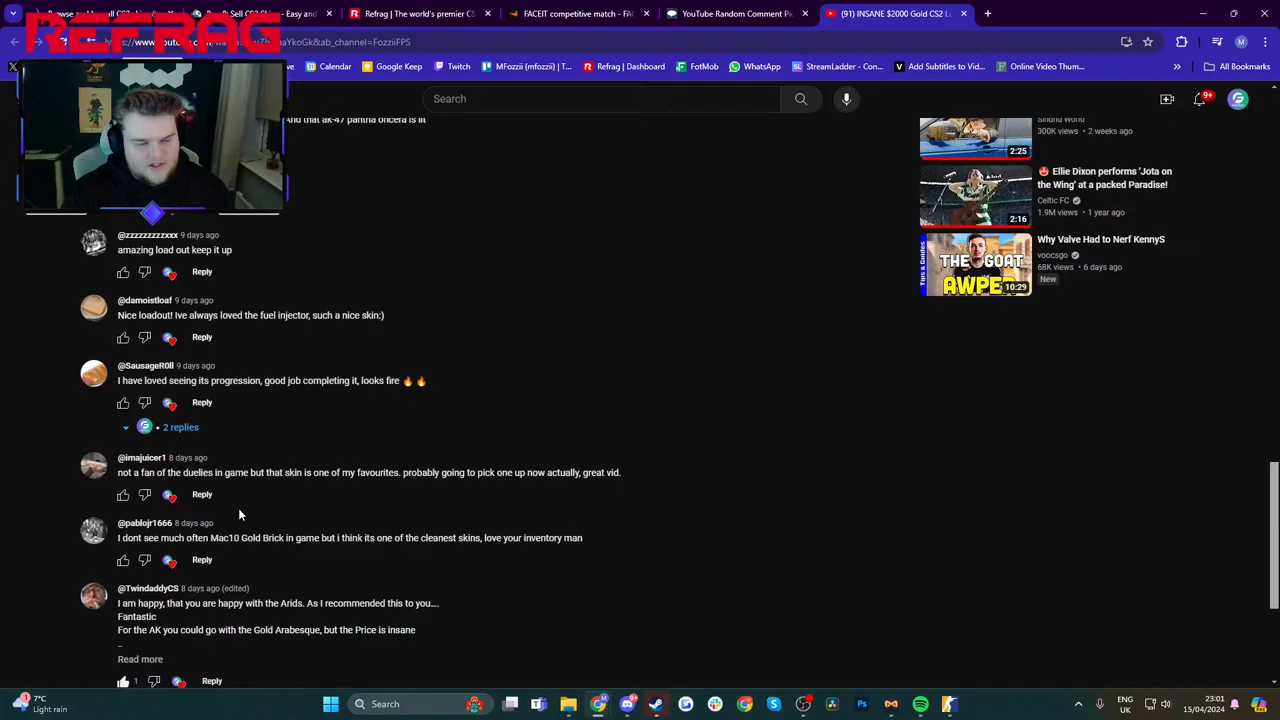 REFRAG
Refrag | The world's premier CS
FACEIT competitive match - FAC
YouTube Random Comment Pic
(91) INSANE $200 Gold CS2 L
&ab_channel=FozziiFPS
Calendar
Google Keep
Twitch
MFozzii (mfozzii) | T...
Refrag | Dashboard
FotMob
WhatsApp
StreamLadder - Con...
Add Subtitles to Vid...
Online Video Thum...
All Bookmarks
Search
9+
And that ak-47
2:25
300K views • 2 weeks ago
🤩 Ellie Dixon performs 'Jota on
the Wing' at a packed Paradise!
Celtic FC
1.9M views • 1 year ago
2:16
Why Valve Had to Nerf KennyS
voocsgo
68K views • 6 days ago
New
Tips & Guides
THE GOAT
AWPER
10:29
@zzzzzzzzzxxx 9 days ago
amazing load out keep it up
Reply
@damoistloaf 9 days ago
Nice loadout! Ive always loved the fuel injector, such a nice skin:)
Reply
@SausageR0ll 9 days ago
I have loved seeing its progression, good job completing it, looks fire 🔥 🔥
Reply
2 replies
@imajuicer1 8 days ago
not a fan of the duelies in game but that skin is one of my favourites. probably going to pick one up now actually, great vid.
Reply
@pablojr1666 8 days ago
I dont see much often Mac10 Gold Brick in game but i think its one of the cleanest skins, love your inventory man
Reply
@TwindaddyCS 8 days ago (edited)
I am happy, that you are happy with the Arids. As I recommended this to you....
Fantastic
For the AK you could go with the Gold Arabesque, but the Price is insane
Read more
1
Reply
7°C
Light rain
Search
ENG
UK
23:01
15/04/2024